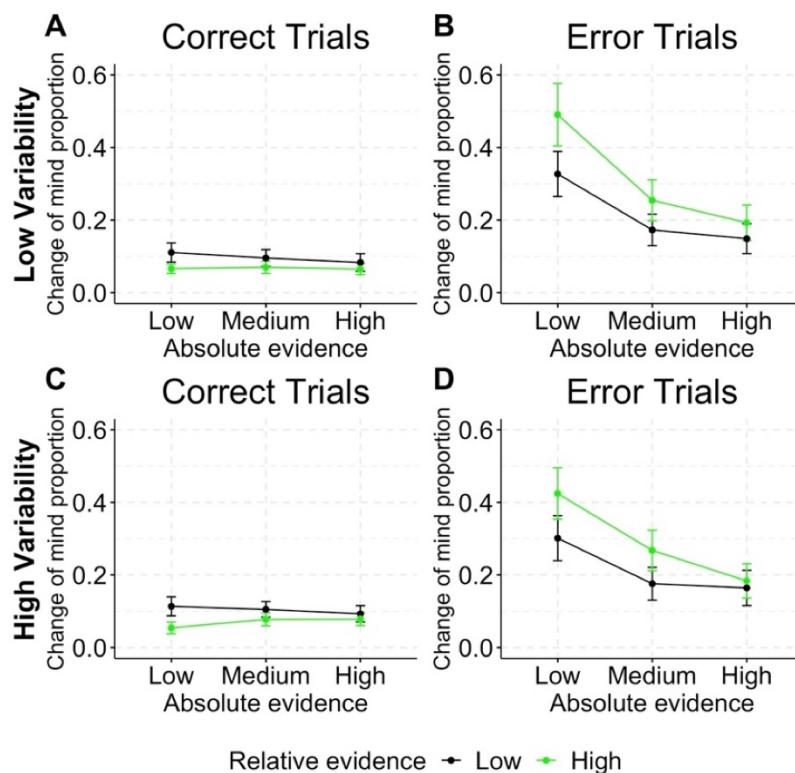 A
Correct Trials
Low Variability
Change of mind proportion
0.6
0.4
0.2
0.0
Low Medium High
Absolute evidence
B
Error Trials
Change of mind proportion
0.6
0.4
0.2
0.0
Low Medium High
Absolute evidence
C
Correct Trials
High Variability
Change of mind proportion
0.6
0.4
0.2
0.0
Low Medium High
Absolute evidence
D
Error Trials
Change of mind proportion
0.6
0.4
0.2
0.0
Low Medium High
Absolute evidence
Relative evidence Low High